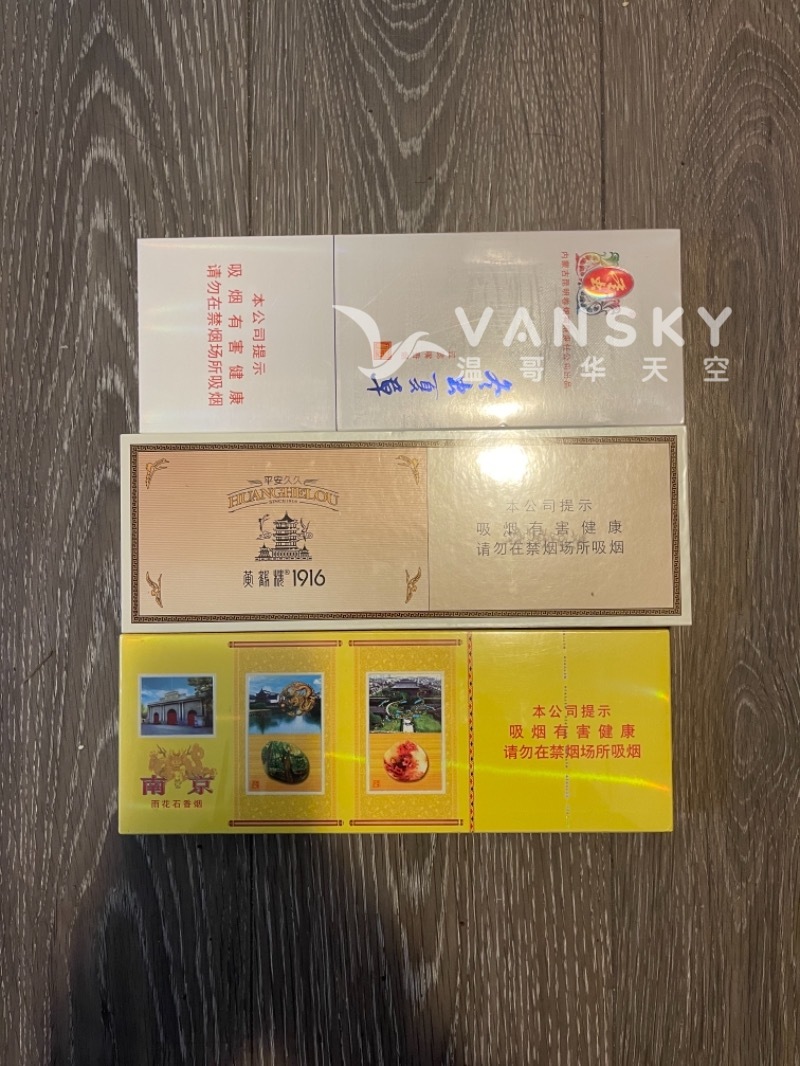 本公司提示
吸烟有害健康
请勿在禁烟场所吸烟
冬虫夏草
VANSKY
温哥华天空
平安久久
HUANGHELOU
SINCE1916
黄鹤楼®1916
本公司提示
吸烟有害健康
请勿在禁烟场所吸烟
南京
雨花石香烟
本公司提示
吸烟有害健康
请勿在禁烟场所吸烟